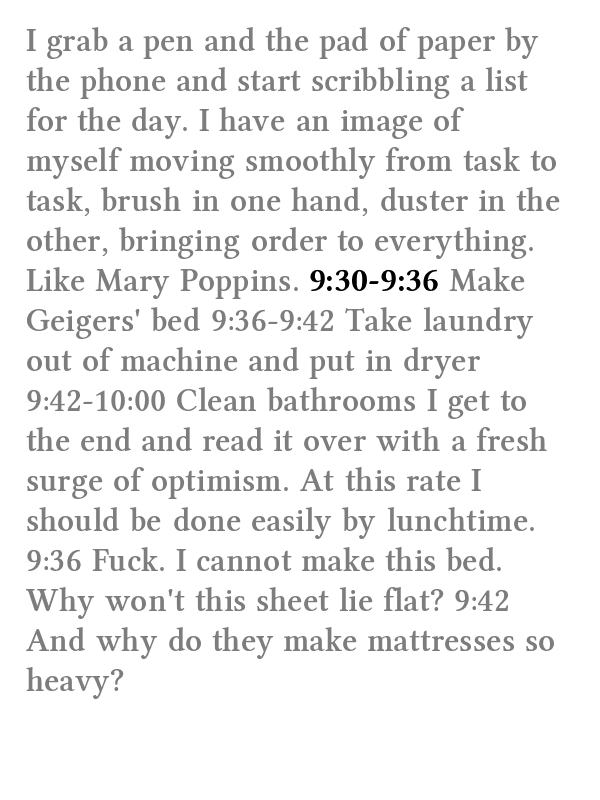 I grab a pen and the pad of paper by
the phone and start scribbling a list
for the day. I have an image of
myself moving smoothly from task to
task, brush in one hand, duster in the
other, bringing order to everything.
Like Mary Poppins. 9:30-9:36 Make
Geigers' bed 9:36-9:42 Take laundry
out of machine and put in dryer
9:42-10:00 Clean bathrooms I get to
the end and read it over with a fresh
surge of optimism. At this rate I
should be done easily by lunchtime.
9:36 Fuck. I cannot make this bed.
Why won't this sheet lie flat? 9:42
And why do they make mattresses so
heavy?